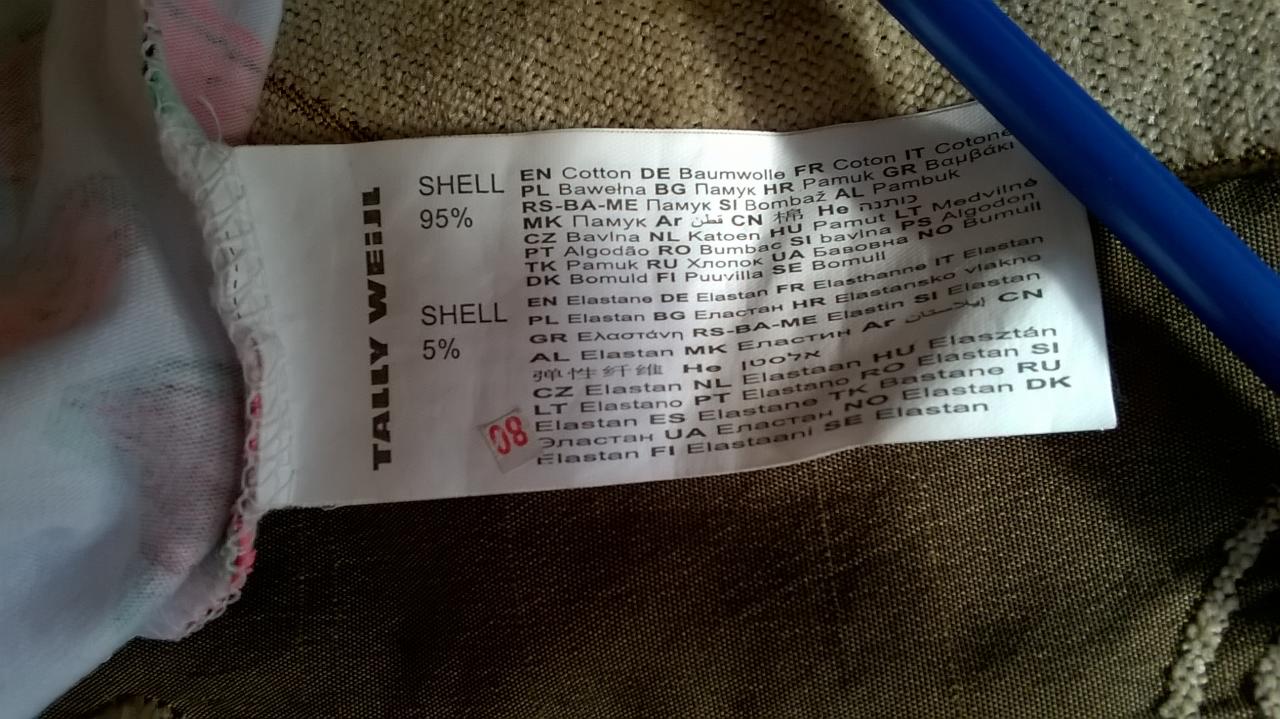 TALLY WEiJL
SHELL
95%
EN Cotton DE Baumwolle FR Coton IT Cotone
PL Bawełna BG Памук HR Pamuk GR Βαμβάκι
RS-BA-ME Памук SI Bombaž AL Pambuk
MK Памук Ar قطن CN 棉 He כותנה LT Medvilnė
CZ Bavlna NL Katoen HU Pamut PS Algodon
PT Algodão RO Bumbac SI bavlna NO Bumull
TK Pamuk RU Хлопок UA Бавовна
DK Bomuld FI Puuvilla SE Bomull
SHELL
5%
EN Elastane DE Elastan FR Elasthanne IT Elastan
PL Elastan BG Еластан HR Elastansko vlakno
GR Ελαστάνη RS-BA-ME Elastin SI Elastan
AL Elastan MK Еластин Ar إيلاستان CN
弹性纤维 He אלסטן
CZ Elastan NL Elastaan HU Elasztán
LT Elastano PT Elastano RO Elastan SI
Elastan ES Elastane TK Bastane RU
Эластан UA Еластан NO Elastan DK
Elastan FI Elastaani SE Elastan
08